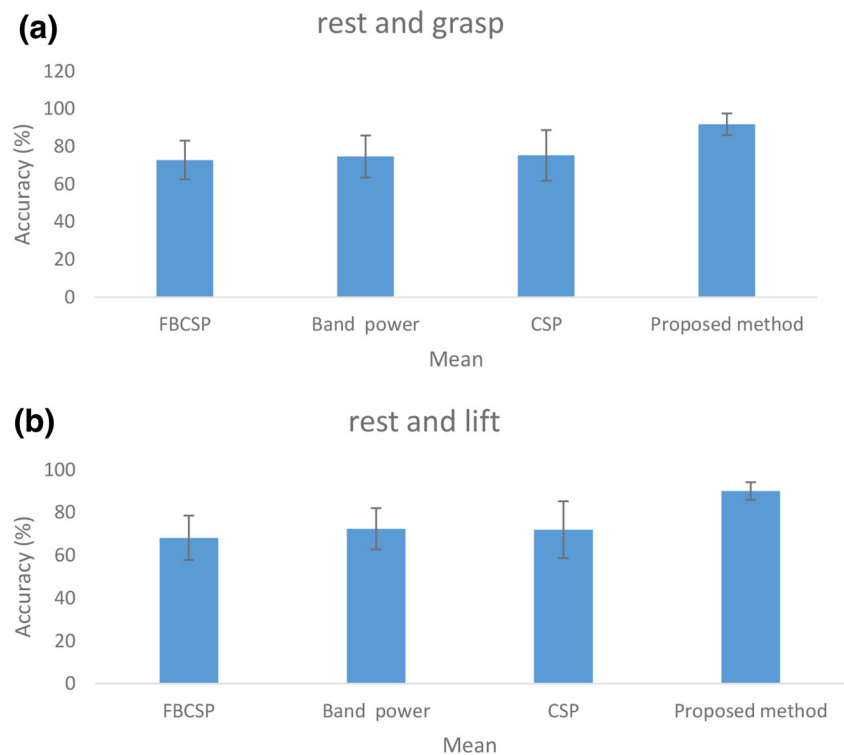 (a)
rest and grasp
120
100
80
60
40
20
0
Accuracy (%)
FBCSP Band power CSP Proposed method
Mean
(b)
rest and lift
100
80
60
40
20
0
Accuracy (%)
FBCSP Band power CSP Proposed method
Mean